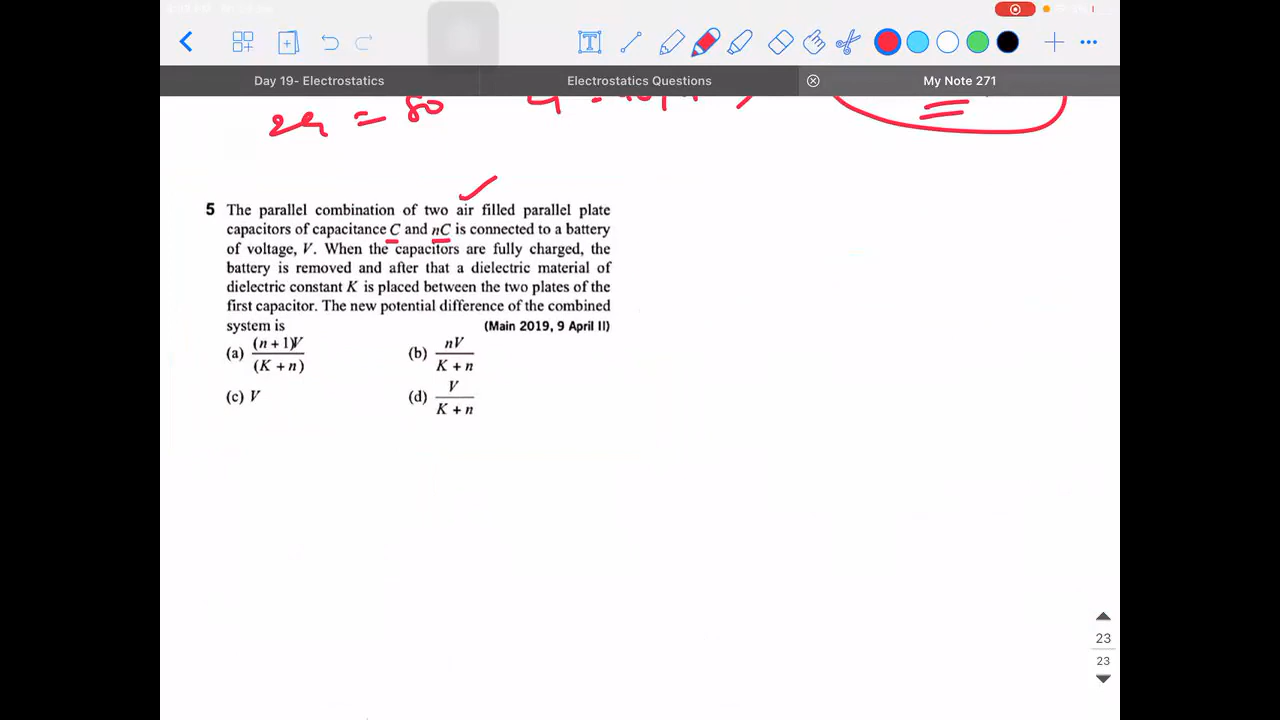 Day 19- Electrostatics
Electrostatics Questions
My Note 271
= 80
5 The parallel combination of two air filled parallel plate
capacitors of capacitance C and nC is connected to a battery
of voltage, V. When the capacitors are fully charged, the
battery is removed and after that a dielectric material of
dielectric constant K is placed between the two plates of the
first capacitor. The new potential difference of the combined
system is (Main 2019, 9 April II)
(a) (n + 1)V / (K + n) (b) nV / K + n
(c) V (d) V / K + n
23
23